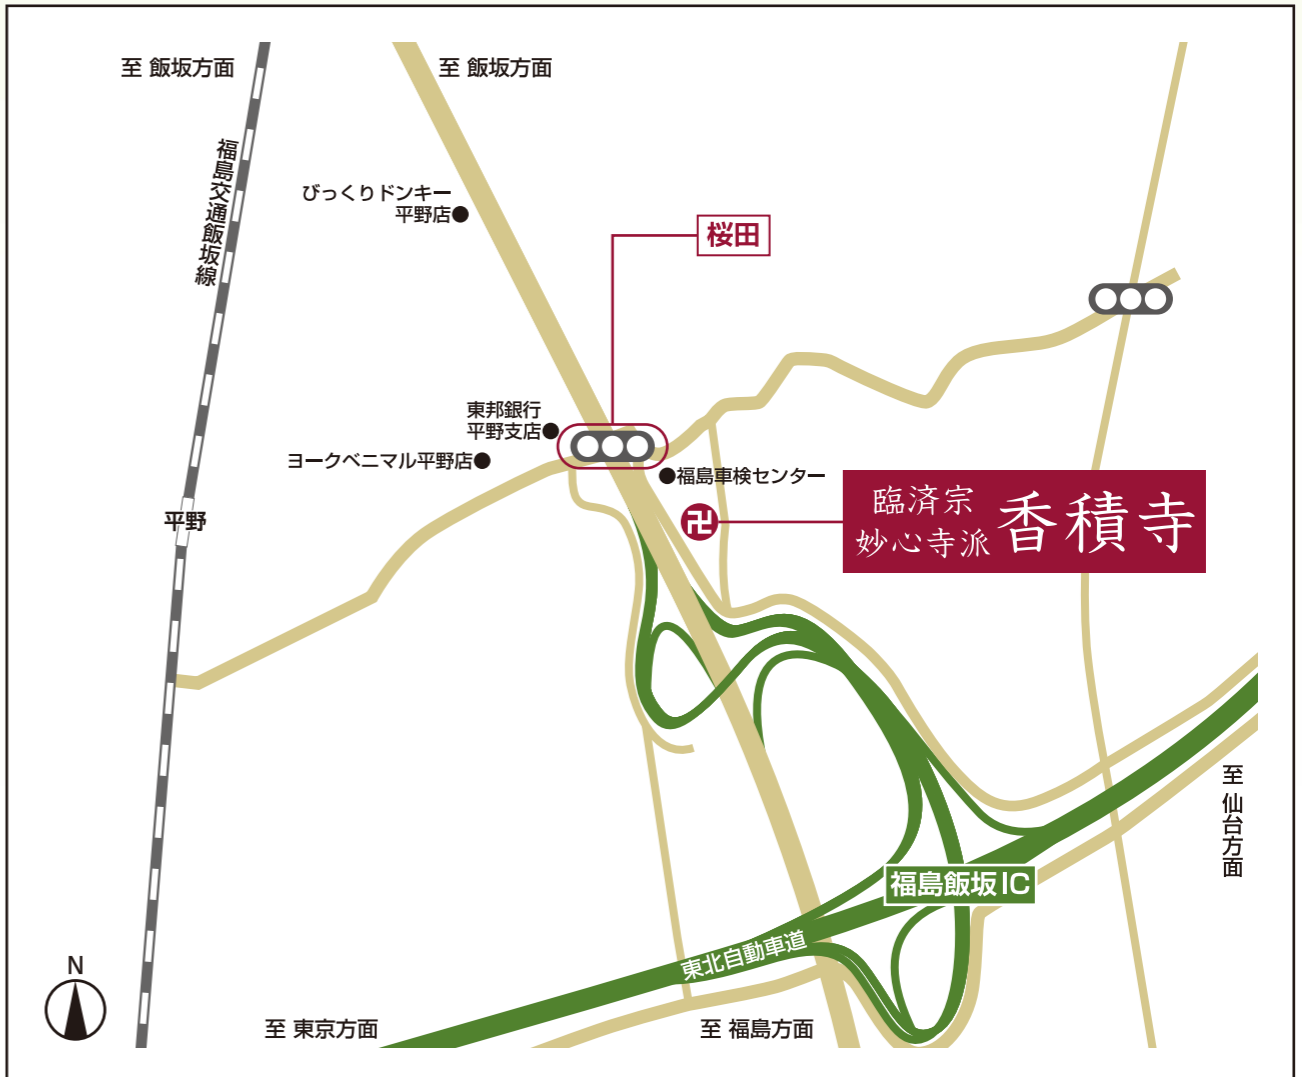 至 飯坂方面
至 飯坂方面
福島交通飯坂線
びっくりドンキー
平野店
桜田
東邦銀行
平野支店
ヨークベニマル平野店
福島車検センター
平野
卍
臨済宗
妙心寺派
香積寺
至 仙台方面
福島飯坂IC
東北自動車道
N
至 東京方面
至 福島方面